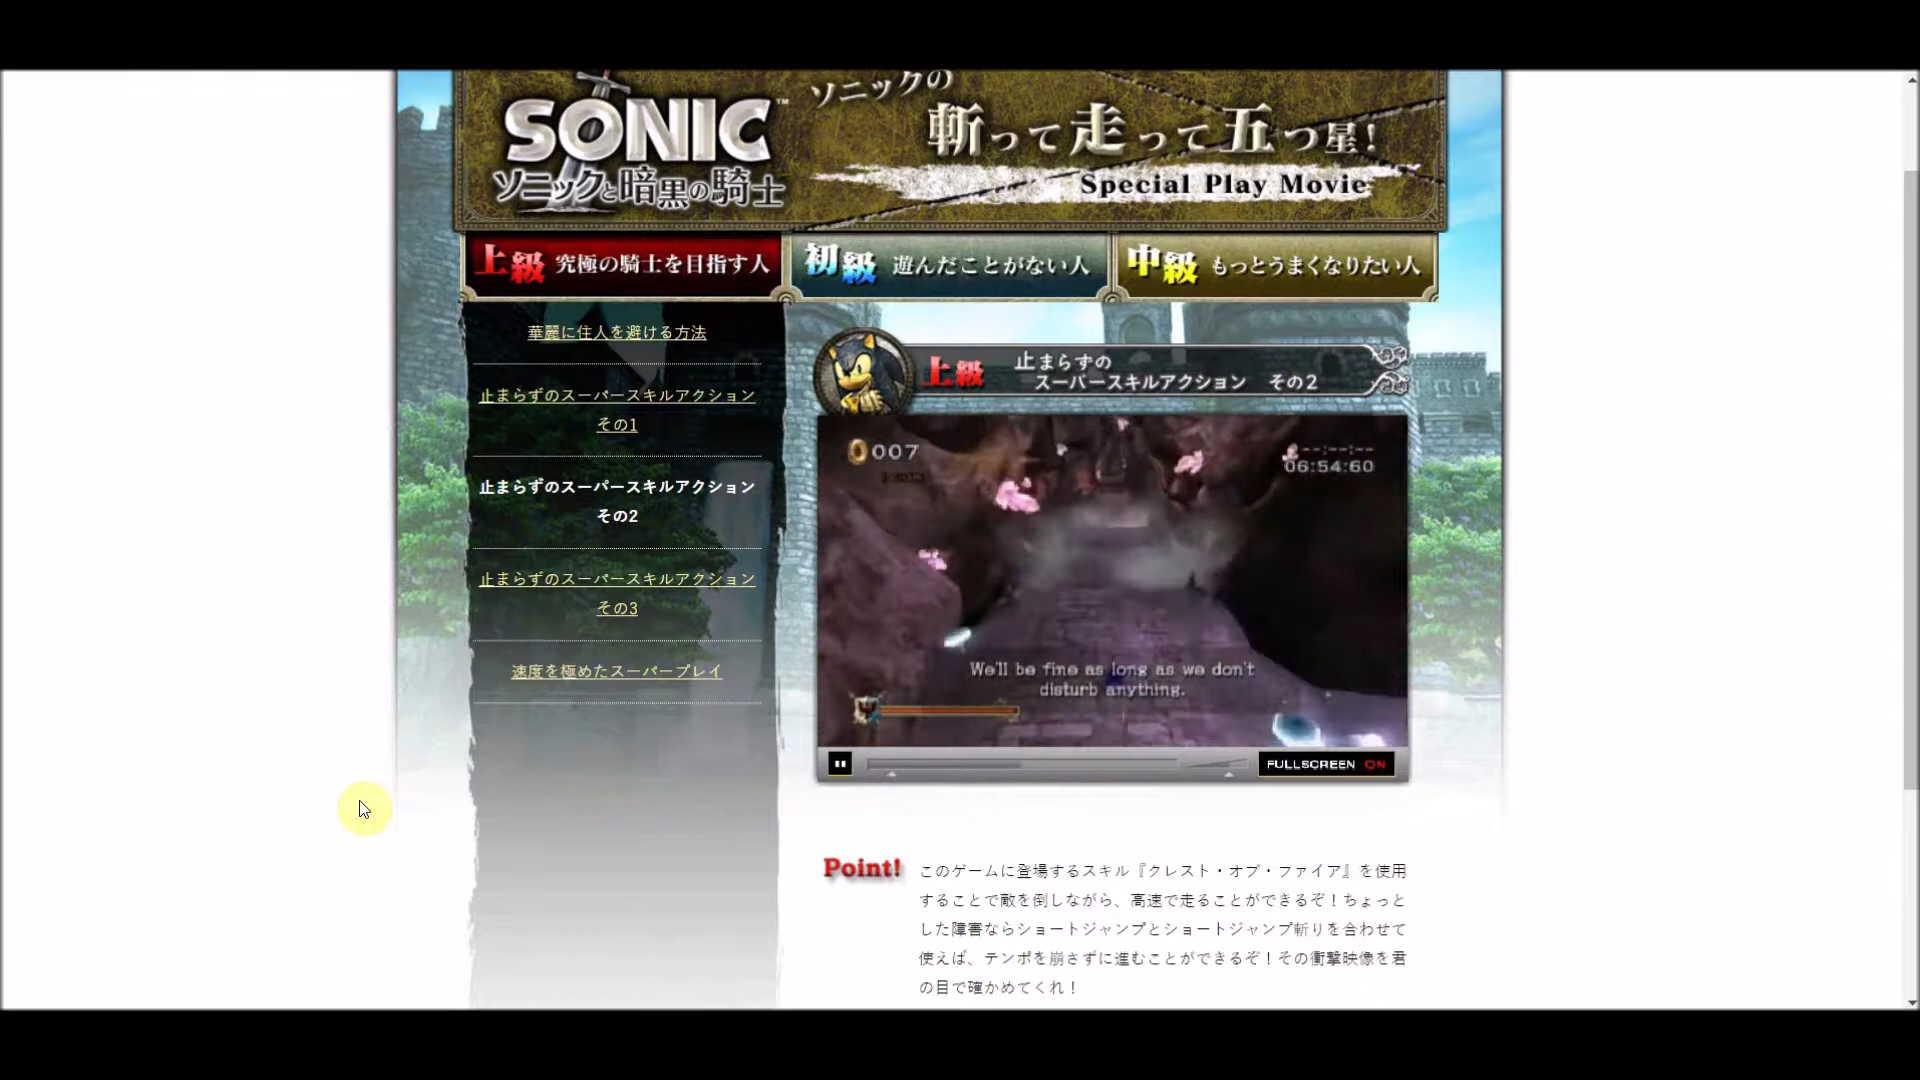 SONIC™
ソニックと暗黒の騎士
ソニックの
斬って走って五つ星!
Special Play Movie
上級 究極の騎士を目指す人
初級 遊んだことがない人
中級 もっとうまくなりたい人
華麗に住人を避ける方法
止まらずのスーパースキルアクション
その1
止まらずのスーパースキルアクション
その2
止まらずのスーパースキルアクション
その3
速度を極めたスーパープレイ
上級 止まらずの
スーパースキルアクション その2
007
--:--:--
06:54:60
We'll be fine as long as we don't
disturb anything.
FULLSCREEN ON
Point!
このゲームに登場するスキル『クレスト・オブ・ファイア』を使用
することで敵を倒しながら、高速で走ることができるぞ！ちょっと
した障害ならショートジャンプとショートジャンプ斬りを合わせて
使えば、テンポを崩さずに進むことができるぞ！その衝撃映像を君
の目で確かめてくれ！